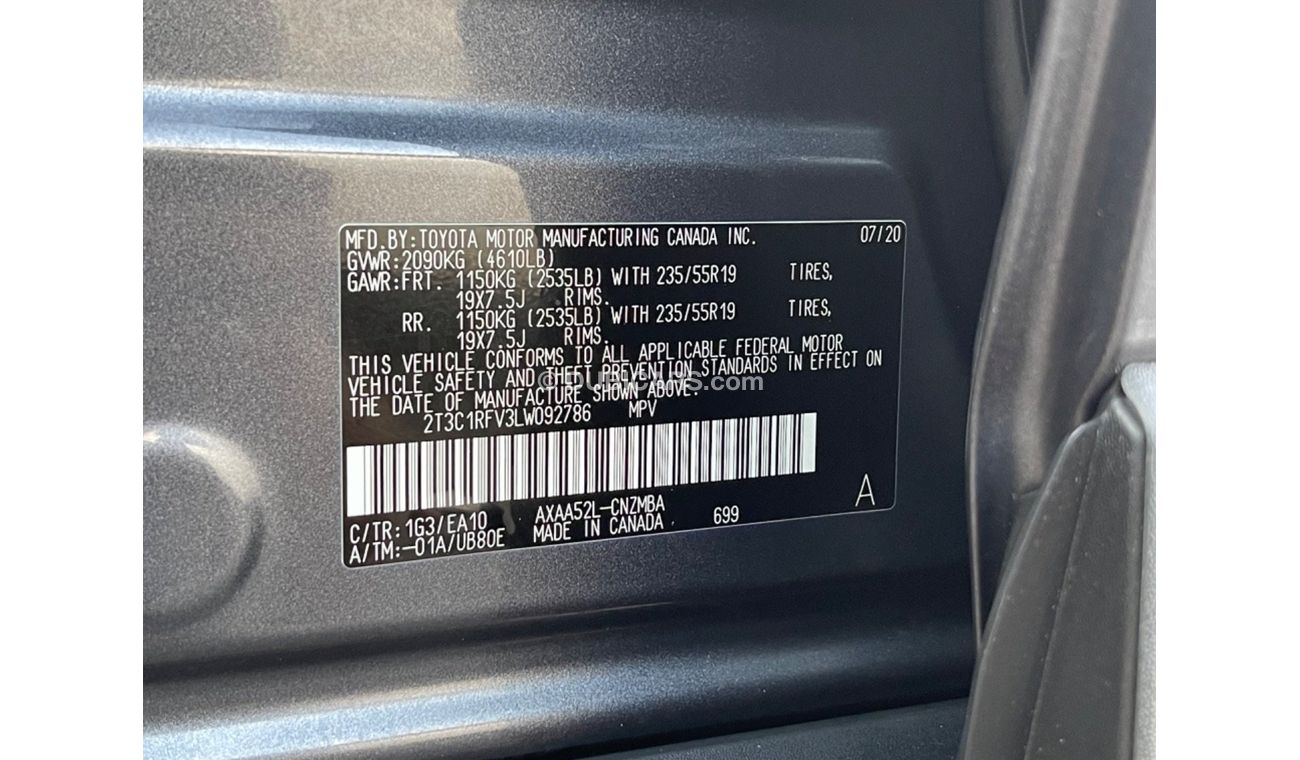 MFD.BY:TOYOTA MOTOR MANUFACTURING CANADA INC. 07/20
GVWR:2090KG (4610LB)
GAWR:FRT. 1150KG (2535LB) WITH 235/55R19 TIRES,
19X7.5J RIMS.
RR. 1150KG (2535LB) WITH 235/55R19 TIRES,
19X7.5J RIMS.
THIS VEHICLE CONFORMS TO ALL APPLICABLE FEDERAL MOTOR
VEHICLE SAFETY AND THEFT PREVENTION STANDARDS IN EFFECT ON
THE DATE OF MANUFACTURE SHOWN ABOVE.
© DUBICARS.com
2T3C1RFV3LW092786 MPV
C/TR:1G3/EA10 AXAA52L-CNZMBA 699 A
A/TM:-01A/UB80E MADE IN CANADA